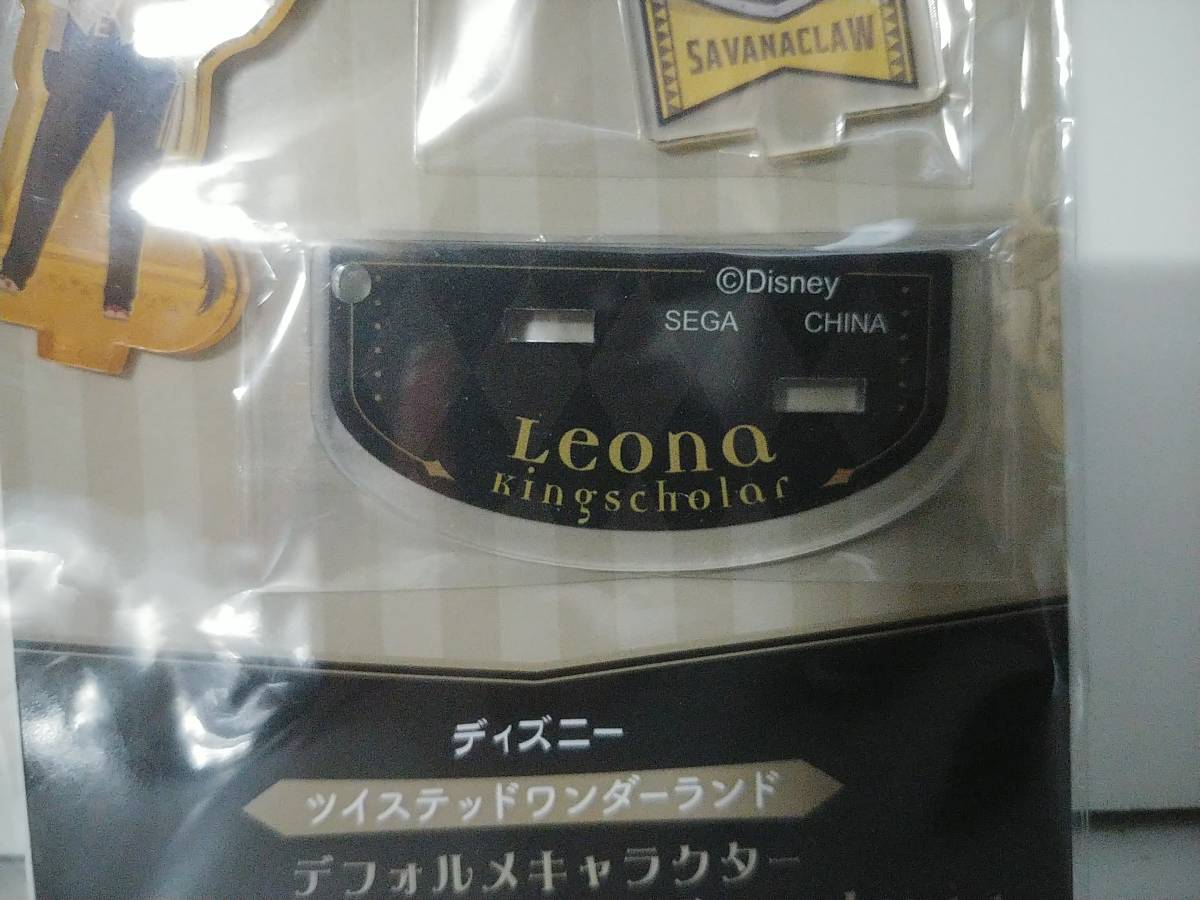 SAVANACLAW
©Disney
SEGA CHINA
Leona
Kingscholar
ディズニー
ツイステッドワンダーランド
デフォルメキャラクター